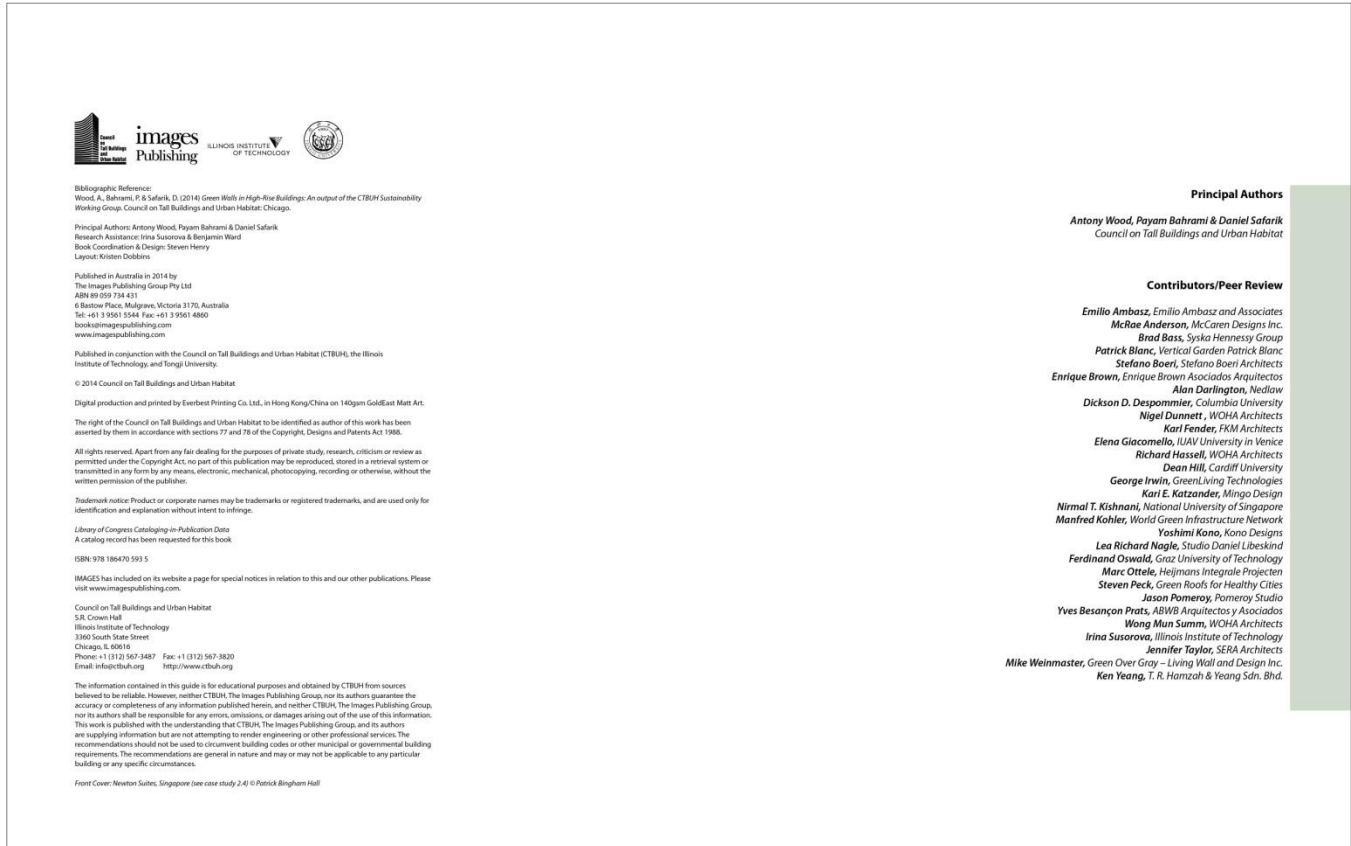 Council
on
Tall Buildings
and
Urban Habitat
images
Publishing
ILLINOIS INSTITUTE
OF TECHNOLOGY
Bibliographic Reference:
Wood, A., Bahrami, P. & Safarik, D. (2014) Green Walls in High-Rise Buildings: An output of the CTBUH Sustainability
Working Group. Council on Tall Buildings and Urban Habitat: Chicago.
Principal Authors: Antony Wood, Payam Bahrami & Daniel Safarik
Research Assistance: Irina Susorova & Benjamin Ward
Book Coordination & Design: Steven Henry
Layout: Kristen Dobbins
Published in Australia in 2014 by
The Images Publishing Group Pty Ltd
ABN 89 059 734 431
6 Bastow Place, Mulgrave, Victoria 3170, Australia
Tel: +61 3 9561 5544 Fax: +61 3 9561 4860
books@imagespublishing.com
www.imagespublishing.com
Published in conjunction with the Council on Tall Buildings and Urban Habitat (CTBUH), the Illinois
Institute of Technology, and Tongji University.
© 2014 Council on Tall Buildings and Urban Habitat
Digital production and printed by Everbest Printing Co. Ltd., in Hong Kong/China on 140gsm GoldEast Matt Art.
The right of the Council on Tall Buildings and Urban Habitat to be identified as author of this work has been
asserted by them in accordance with sections 77 and 78 of the Copyright, Designs and Patents Act 1988.
All rights reserved. Apart from any fair dealing for the purposes of private study, research, criticism or review as
permitted under the Copyright Act, no part of this publication may be reproduced, stored in a retrieval system or
transmitted in any form by any means, electronic, mechanical, photocopying, recording or otherwise, without the
written permission of the publisher.
Trademark notice: Product or corporate names may be trademarks or registered trademarks, and are used only for
identification and explanation without intent to infringe.
Library of Congress Cataloging-in-Publication Data
A catalog record has been requested for this book
ISBN: 978 186470 593 5
IMAGES has included on its website a page for special notices in relation to this and our other publications. Please
visit www.imagespublishing.com.
Council on Tall Buildings and Urban Habitat
S.R. Crown Hall
Illinois Institute of Technology
3360 South State Street
Chicago, IL 60616
Phone: +1 (312) 567-3487 Fax: +1 (312) 567-3820
Email: info@ctbuh.org http://www.ctbuh.org
The information contained in this guide is for educational purposes and obtained by CTBUH from sources
believed to be reliable. However, neither CTBUH, The Images Publishing Group, nor its authors guarantee the
accuracy or completeness of any information published herein, and neither CTBUH, The Images Publishing Group,
nor its authors shall be responsible for any errors, omissions, or damages arising out of the use of this information.
This work is published with the understanding that CTBUH, The Images Publishing Group, and its authors
are supplying information but are not attempting to render engineering or other professional services. The
recommendations should not be used to circumvent building codes or other municipal or governmental building
requirements. The recommendations are general in nature and may or may not be applicable to any particular
building or any specific circumstances.
Front Cover: Newton Suites, Singapore (see case study 2.4) © Patrick Bingham Hall
Principal Authors
Antony Wood, Payam Bahrami & Daniel Safarik
Council on Tall Buildings and Urban Habitat
Contributors/Peer Review
Emilio Ambasz, Emilio Ambasz and Associates
McRae Anderson, McCaren Designs Inc.
Brad Bass, Syska Hennessy Group
Patrick Blanc, Vertical Garden Patrick Blanc
Stefano Boeri, Stefano Boeri Architects
Enrique Brown, Enrique Brown Asociados Arquitectos
Alan Darlington, Nedlaw
Dickson D. Despommier, Columbia University
Nigel Dunnett , WOHA Architects
Karl Fender, FKM Architects
Elena Giacomello, IUAV University in Venice
Richard Hassell, WOHA Architects
Dean Hill, Cardiff University
George Irwin, GreenLiving Technologies
Kari E. Katzander, Mingo Design
Nirmal T. Kishnani, National University of Singapore
Manfred Kohler, World Green Infrastructure Network
Yoshimi Kono, Kono Designs
Lea Richard Nagle, Studio Daniel Libeskind
Ferdinand Oswald, Graz University of Technology
Marc Ottele, Heijmans Integrale Projecten
Steven Peck, Green Roofs for Healthy Cities
Jason Pomeroy, Pomeroy Studio
Yves Besançon Prats, ABWB Arquitectos y Asociados
Wong Mun Summ, WOHA Architects
Irina Susorova, Illinois Institute of Technology
Jennifer Taylor, SERA Architects
Mike Weinmaster, Green Over Gray – Living Wall and Design Inc.
Ken Yeang, T. R. Hamzah & Yeang Sdn. Bhd.